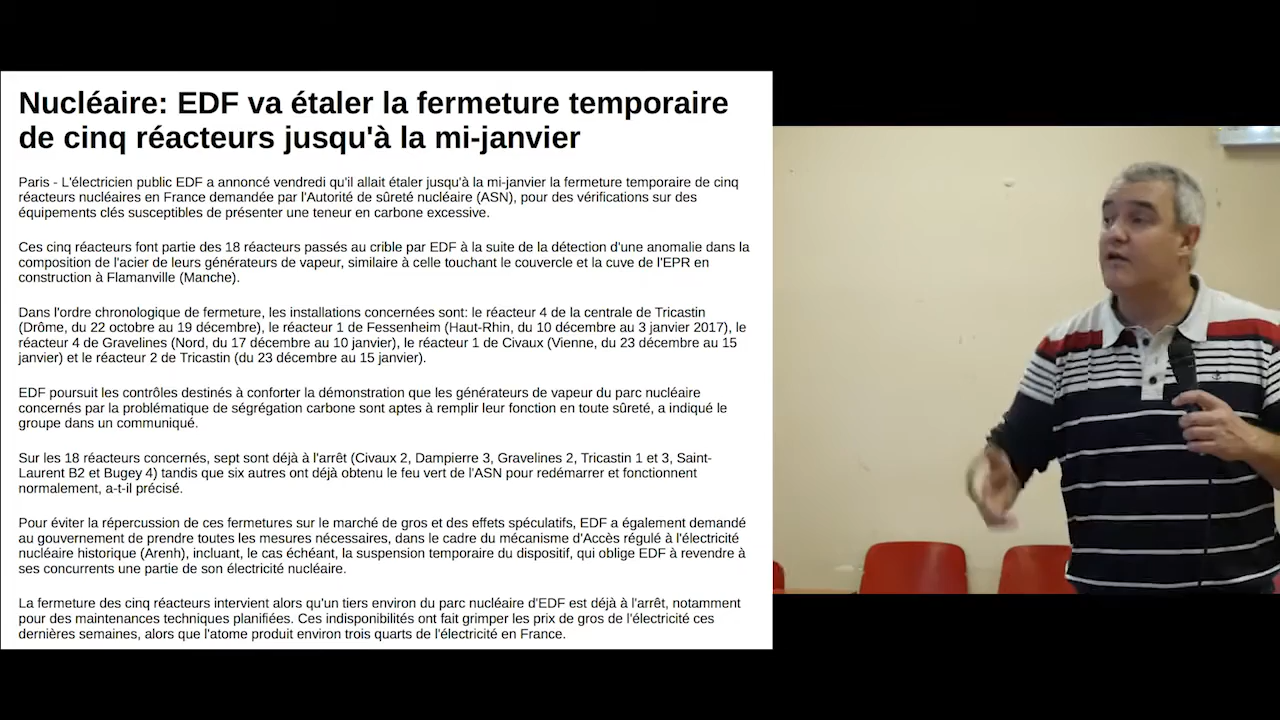 Nucléaire: EDF va étaler la fermeture temporaire
de cinq réacteurs jusqu'à la mi-janvier
Paris - L'électricien public EDF a annoncé vendredi qu'il allait étaler jusqu'à la mi-janvier la fermeture temporaire de cinq
réacteurs nucléaires en France demandée par l'Autorité de sûreté nucléaire (ASN), pour des vérifications sur des
équipements clés susceptibles de présenter une teneur en carbone excessive.
Ces cinq réacteurs font partie des 18 réacteurs passés au crible par EDF à la suite de la détection d'une anomalie dans la
composition de l'acier de leurs générateurs de vapeur, similaire à celle touchant le couvercle et la cuve de l'EPR en
construction à Flamanville (Manche).
Dans l'ordre chronologique de fermeture, les installations concernées sont: le réacteur 4 de la centrale de Tricastin
(Drôme, du 22 octobre au 19 décembre), le réacteur 1 de Fessenheim (Haut-Rhin, du 10 décembre au 3 janvier 2017), le
réacteur 4 de Gravelines (Nord, du 17 décembre au 10 janvier), le réacteur 1 de Civaux (Vienne, du 23 décembre au 15
janvier) et le réacteur 2 de Tricastin (du 23 décembre au 15 janvier).
EDF poursuit les contrôles destinés à conforter la démonstration que les générateurs de vapeur du parc nucléaire
concernés par la problématique de ségrégation carbone sont aptes à remplir leur fonction en toute sûreté, a indiqué le
groupe dans un communiqué.
Sur les 18 réacteurs concernés, sept sont déjà à l'arrêt (Civaux 2, Dampierre 3, Gravelines 2, Tricastin 1 et 3, Saint-
Laurent B2 et Bugey 4) tandis que six autres ont déjà obtenu le feu vert de l'ASN pour redémarrer et fonctionnent
normalement, a-t-il précisé.
Pour éviter la répercussion de ces fermetures sur le marché de gros et des effets spéculatifs, EDF a également demandé
au gouvernement de prendre toutes les mesures nécessaires, dans le cadre du mécanisme d'Accès régulé à l'électricité
nucléaire historique (Arenh), incluant, le cas échéant, la suspension temporaire du dispositif, qui oblige EDF à revendre à
ses concurrents une partie de son électricité nucléaire.
La fermeture des cinq réacteurs intervient alors qu'un tiers environ du parc nucléaire d'EDF est déjà à l'arrêt, notamment
pour des maintenances techniques planifiées. Ces indisponibilités ont fait grimper les prix de gros de l'électricité ces
dernières semaines, alors que l'atome produit environ trois quarts de l'électricité en France.